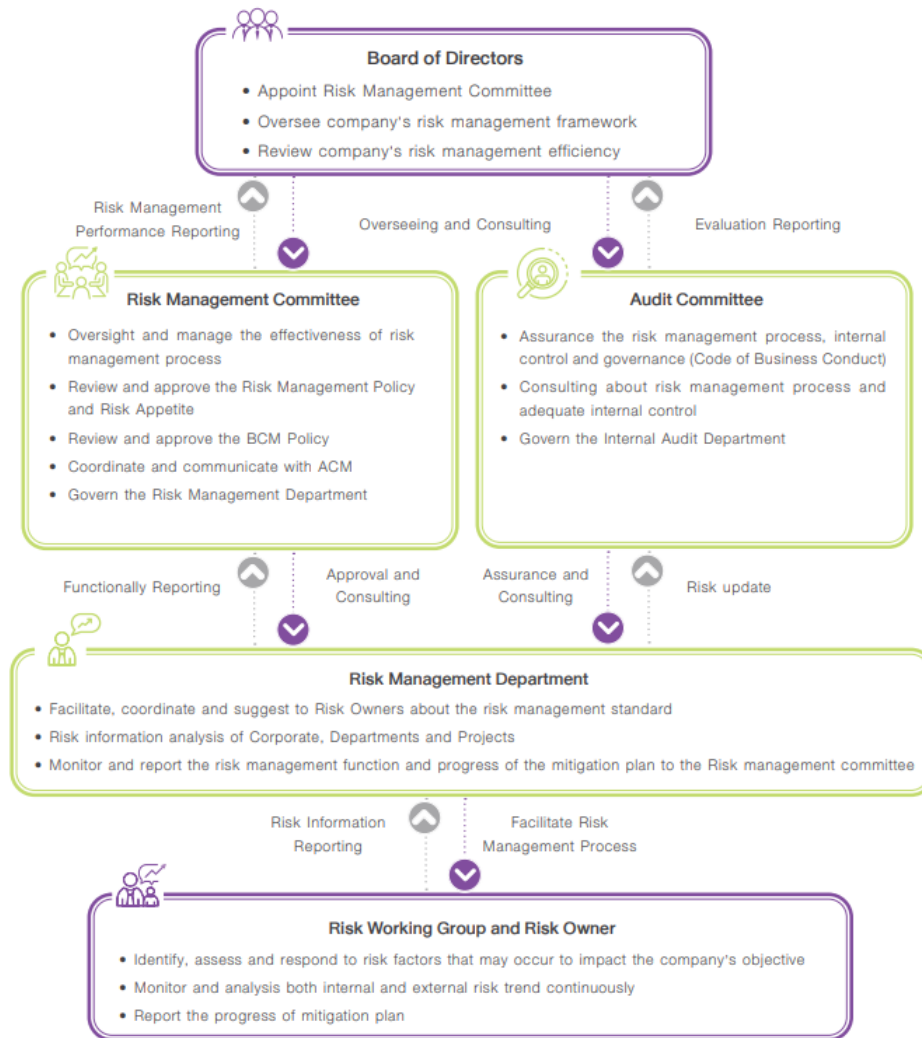 Board of Directors
• Appoint Risk Management Committee
• Oversee company's risk management framework
• Review company's risk management efficiency
Risk Management
Performance Reporting
Overseeing and Consulting
Evaluation Reporting
Risk Management Committee
• Oversight and manage the effectiveness of risk
management process
• Review and approve the Risk Management Policy
and Risk Appetite
• Review and approve the BCM Policy
• Coordinate and communicate with ACM
• Govern the Risk Management Department
Audit Committee
• Assurance the risk management process, internal
control and governance (Code of Business Conduct)
• Consulting about risk management process and
adequate internal control
• Govern the Internal Audit Department
Functionally Reporting
Approval and
Consulting
Assurance and
Consulting
Risk update
Risk Management Department
• Facilitate, coordinate and suggest to Risk Owners about the risk management standard
• Risk information analysis of Corporate, Departments and Projects
• Monitor and report the risk management function and progress of the mitigation plan to the Risk management committee
Risk Information
Reporting
Facilitate Risk
Management Process
Risk Working Group and Risk Owner
• Identify, assess and respond to risk factors that may occur to impact the company's objective
• Monitor and analysis both internal and external risk trend continuously
• Report the progress of mitigation plan